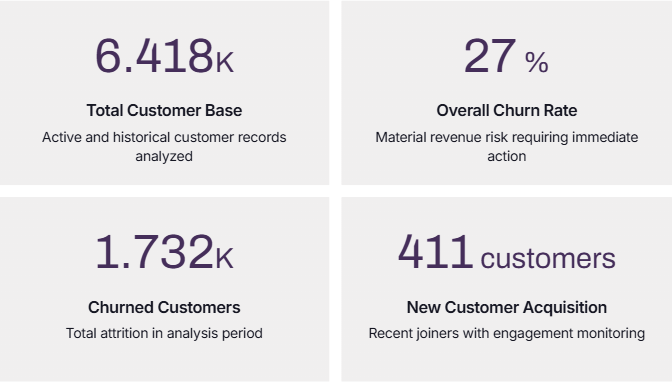 6.418K
Total Customer Base
Active and historical customer records
analyzed
27 %
Overall Churn Rate
Material revenue risk requiring immediate
action
1.732K
Churned Customers
Total attrition in analysis period
411 customers
New Customer Acquisition
Recent joiners with engagement monitoring